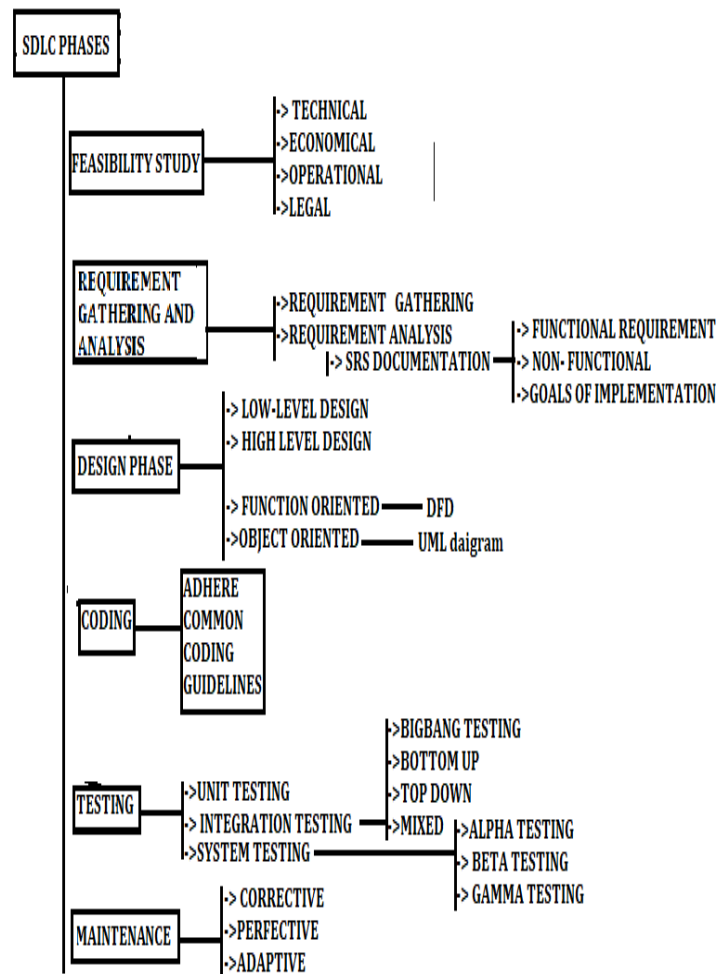 SDLC PHASES
-> TECHNICAL
->ECONOMICAL
FEASIBILITY STUDY
->OPERATIONAL
->LEGAL
REQUIREMENT
GATHERING AND
ANALYSIS
->REQUIREMENT GATHERING
->REQUIREMENT ANALYSIS
-> SRS DOCUMENTATION
-> FUNCTIONAL REQUIREMENT
-> NON- FUNCTIONAL
->GOALS OF IMPLEMENTATION
DESIGN PHASE
-> LOW-LEVEL DESIGN
-> HIGH LEVEL DESIGN
-> FUNCTION ORIENTED
DFD
->OBJECT ORIENTED
UML daigram
CODING
ADHERE
COMMON
CODING
GUIDELINES
TESTING
->UNIT TESTING
-> INTEGRATION TESTING
->SYSTEM TESTING
->BIGBANG TESTING
->BOTTOM UP
->TOP DOWN
->MIXED
->ALPHA TESTING
-> BETA TESTING
-> GAMMA TESTING
MAINTENANCE
-> CORRECTIVE
->PERFECTIVE
->ADAPTIVE